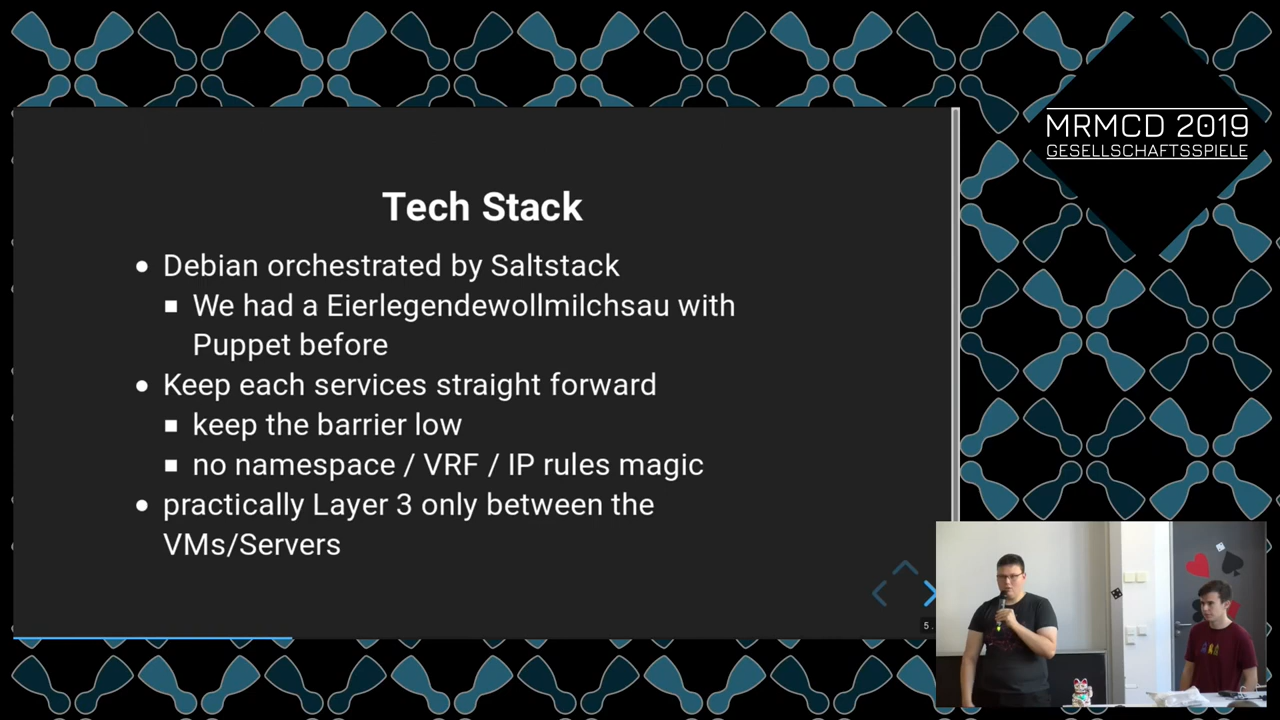 MRMCD 2019
GESELLSCHAFTSSPIELE
Tech Stack
Debian orchestrated by Saltstack
We had a Eierlegendewollmilchsau with
Puppet before
Keep each services straight forward
keep the barrier low
no namespace / VRF / IP rules magic
practically Layer 3 only between the
VMs/Servers
5.